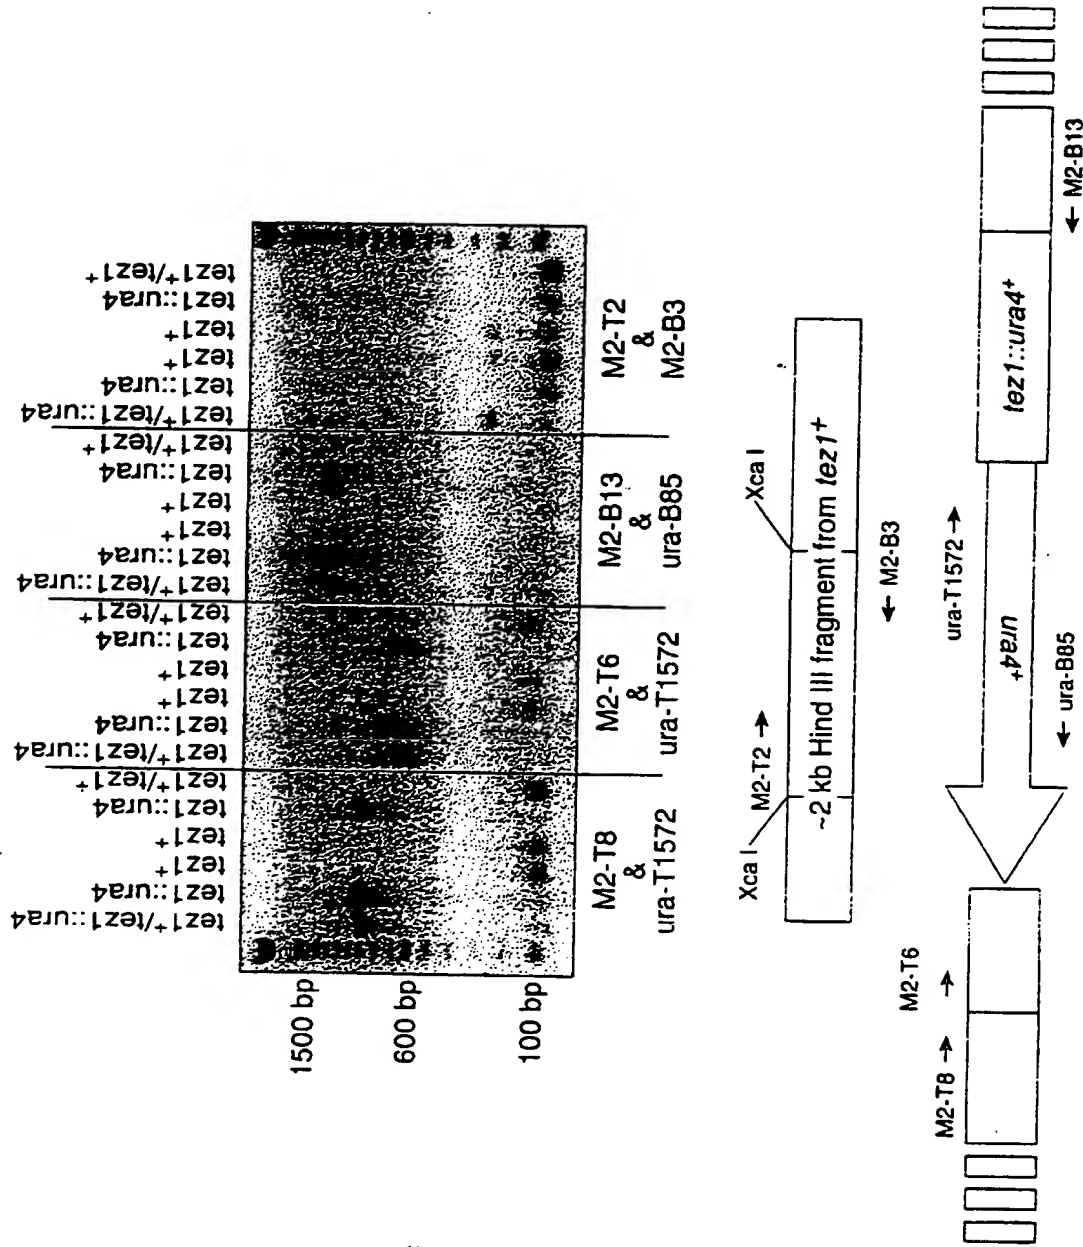 tez1⁺/tez1::ura4
tez1::ura4
tez1⁺
tez1⁺
tez1::ura4
tez1⁺/tez1⁺
tez1⁺/tez1::ura4
tez1::ura4
tez1⁺
tez1⁺
tez1::ura4
tez1⁺/tez1⁺
tez1⁺/tez1::ura4
tez1::ura4
tez1⁺
tez1⁺
tez1::ura4
tez1⁺/tez1⁺
tez1⁺/tez1::ura4
tez1::ura4
tez1⁺
tez1⁺
tez1::ura4
tez1⁺/tez1⁺
1500 bp
600 bp
100 bp
M2-T8
&
ura-T1572
M2-T6
&
ura-T1572
M2-B13
&
ura-B85
M2-T2
&
M2-B3
Xca I
M2-T2 →
Xca I
~2 kb Hind III fragment from tez1⁺
← M2-B3
M2-T8 →
M2-T6 →
ura-T1572 →
ura4⁺
tez1::ura4⁺
← ura-B85
← M2-B13